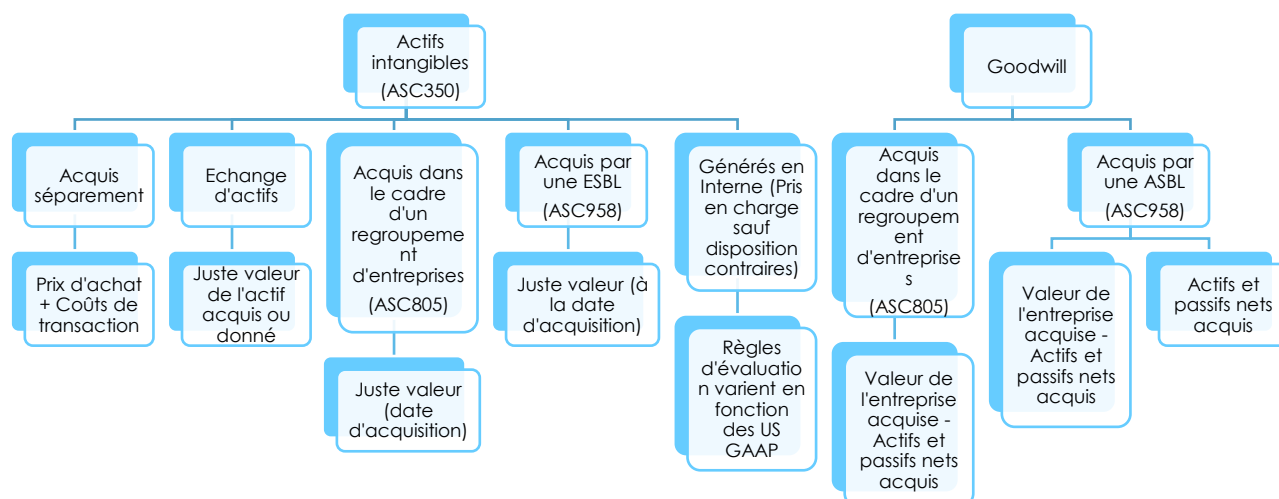 Actifs
intangibles
(ASC350)
Goodwill
Acquis
séparement
Echange
d'actifs
Acquis dans
le cadre
d'un
regroupeme
nt
d'entreprises
(ASC805)
Acquis par
une ESBL
(ASC958)
Générés en
Interne (Pris
en charge
sauf
disposition
contraires)
Acquis
dans le
cadre d'un
regroupem
ent
d'entreprise
s
(ASC805)
Acquis par
une ASBL
(ASC958)
Prix d'achat
+ Coûts de
transaction
Juste valeur
de l'actif
acquis ou
donné
Juste valeur
(date
d'acquisition)
Juste valeur (à
la date
d'acquisition)
Règles
d'évaluatio
n varient en
fonction
des US
GAAP
Valeur de
l'entreprise
acquise -
Actifs et
passifs nets
acquis
Valeur de
l'entreprise
acquise -
Actifs et
passifs nets
acquis
Actifs et
passifs nets
acquis